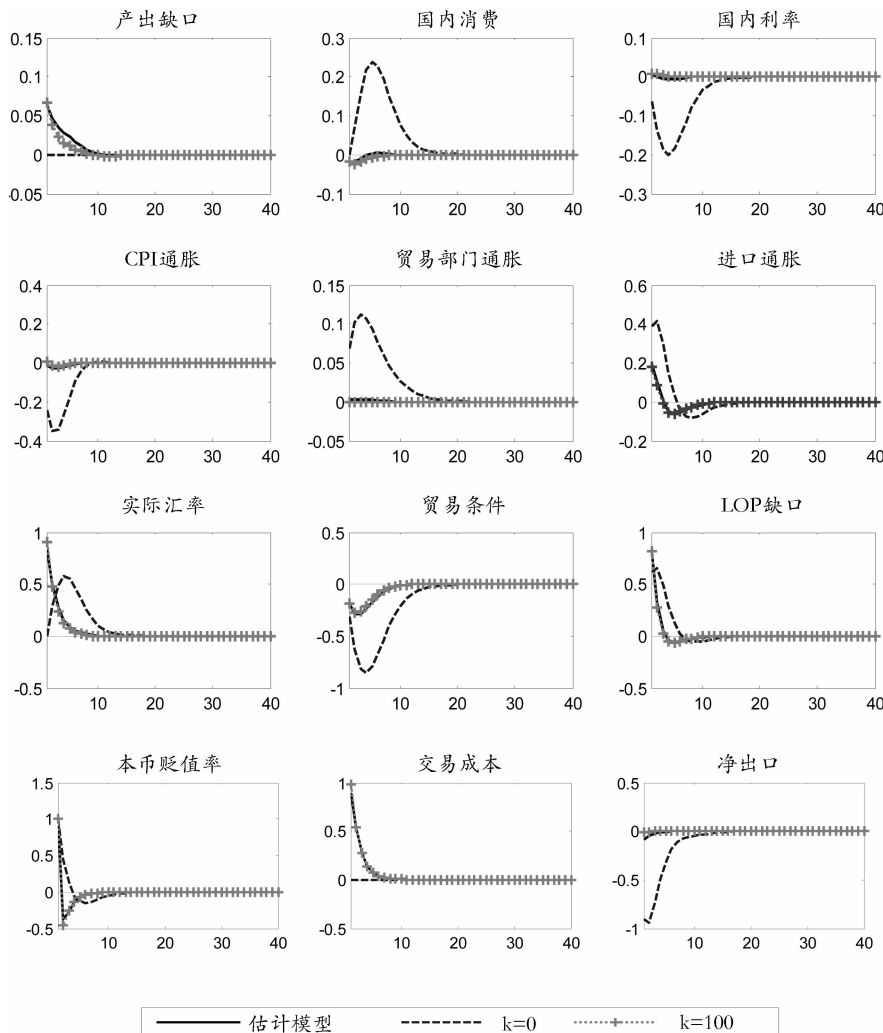 产出缺口 国内消费 国内利率
0.15 0.3 0.1
0.1 0.2 0
0.05 0.1 -0.1
0 0 -0.2
0.05 -0.1 -0.3
10 20 30 40 10 20 30 40 10 20 30 40
CPI通胀 贸易部门通胀 进口通胀
0.4 0.15 0.6
0.2 0.1 0.4
0 0.05 0.2
-0.2 0 0
-0.4 -0.05 -0.2
10 20 30 40 10 20 30 40 10 20 30 40
实际汇率 贸易条件 LOP缺口
1 0.5 1
0.5 0 0.5
0 -0.5 0
-0.5 -1 -0.5
10 20 30 40 10 20 30 40 10 20 30 40
本币贬值率 交易成本 净出口
1.5 1 0.5
1 0.5 0
0.5 0 -0.5
0 -0.5 -1
-0.5
10 20 30 40 10 20 30 40 10 20 30 40
估计模型 k=0 k=100